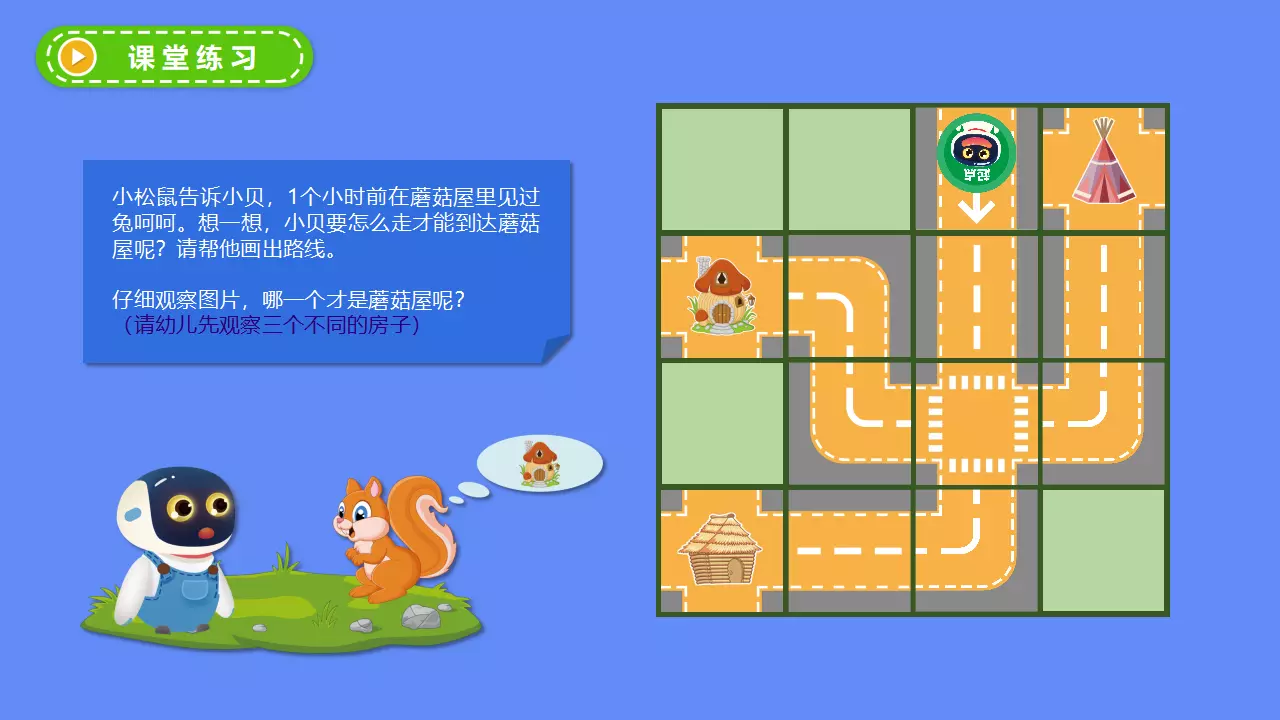 课堂练习
小松鼠告诉小贝，1个小时前在蘑菇屋里见过
兔呵呵。想一想，小贝要怎么走才能到达蘑菇
屋呢？请帮他画出路线。
仔细观察图片，哪一个才是蘑菇屋呢？
（请幼儿先观察三个不同的房子）
起点